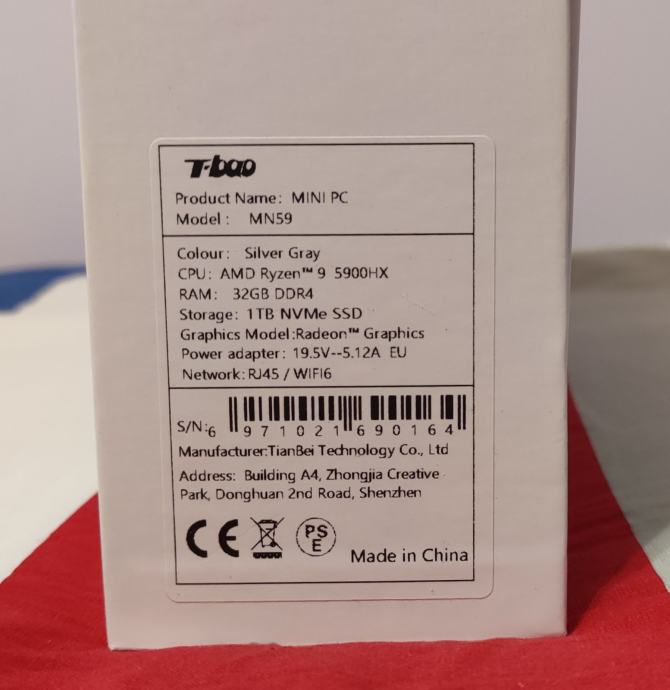 T-bao
Product Name: MINI PC
Model : MN59
Colour: Silver Gray
CPU: AMD Ryzen™ 9 5900HX
RAM: 32GB DDR4
Storage: 1TB NVMe SSD
Graphics Model:Radeon™ Graphics
Power adapter: 19.5V--5.12A EU
Network:RJ45 / WIFI6
S/N:6 971021 690164
Manufacturer:TianBei Technology Co., Ltd
Address: Building A4, Zhongjia Creative
Park, Donghuan 2nd Road, Shenzhen
CE PS E
Made in China